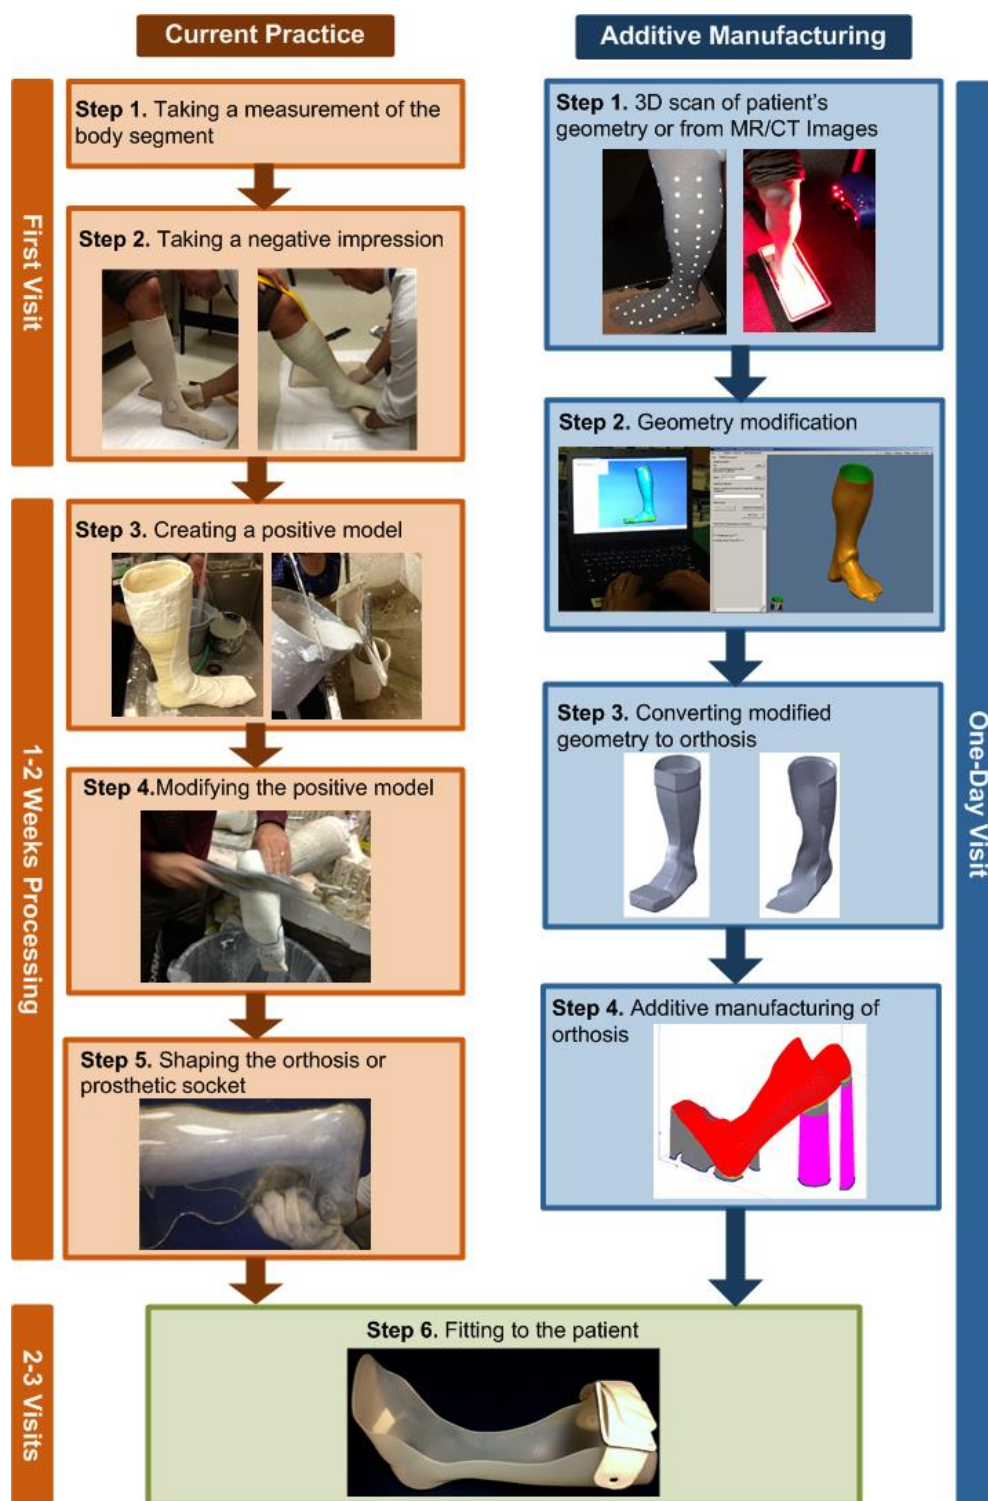 Current Practice
Additive Manufacturing
First Visit
1-2 Weeks Processing
2-3 Visits
Step 1. Taking a measurement of the
body segment
Step 2. Taking a negative impression
Step 3. Creating a positive model
Step 4.Modifying the positive model
Step 5. Shaping the orthosis or
prosthetic socket
Step 1. 3D scan of patient's
geometry or from MR/CT Images
Step 2. Geometry modification
Step 3. Converting modified
geometry to orthosis
Step 4. Additive manufacturing of
orthosis
One-Day Visit
Step 6. Fitting to the patient